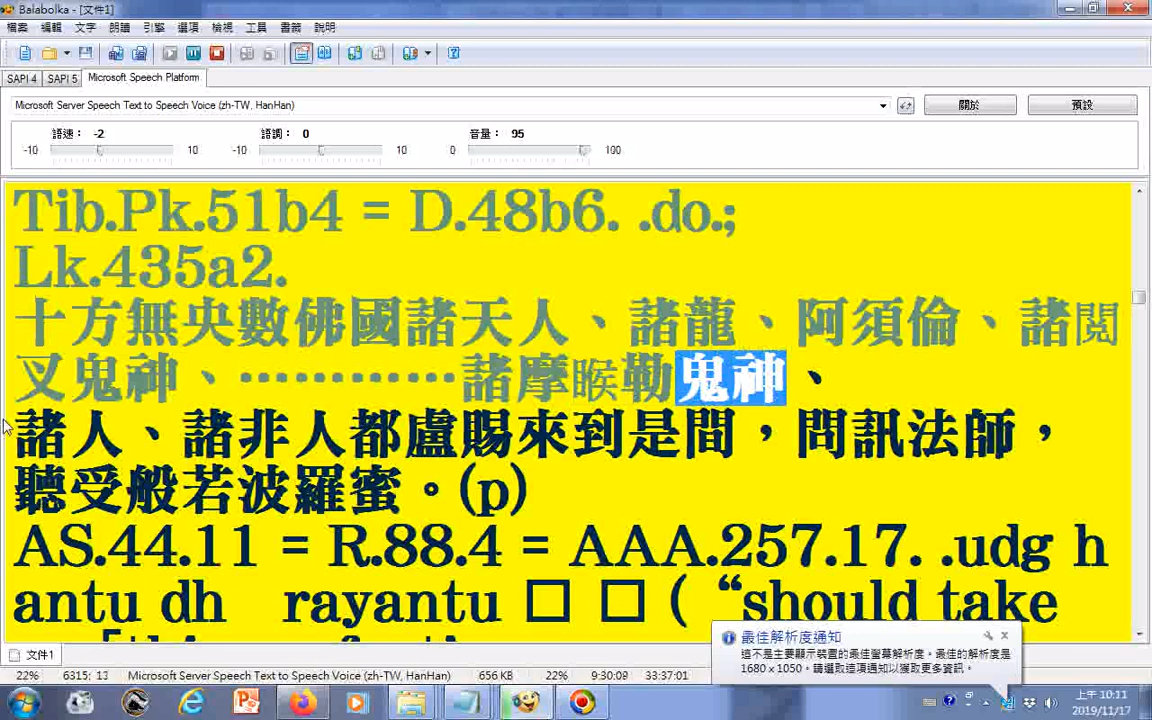 Balabolka - [文件1]
檔案 編輯 文字 朗讀 引擎 選項 檢視 工具 書籤 說明
SAPI 4 SAPI 5 Microsoft Speech Platform
Microsoft Server Speech Text to Speech Voice (zh-TW, HanHan) 關於 預設
語速： -2 語調： 0 音量： 95
-10 10 -10 10 0 100
Tib.Pk.51b4 = D.48b6. .do.;
Lk.435a2.
十方無央數佛國諸天人、諸龍、阿須倫、諸閱
叉鬼神、…………諸摩睺勒鬼神、
諸人、諸非人都盧賜來到是間，問訊法師，
聽受般若波羅蜜。(p)
AS.44.11 = R.88.4 = AAA.257.17. .udg h
antu dh rayantu □ □ ( “should take
最佳解析度通知
這不是主要顯示裝置的最佳螢幕解析度。最佳的解析度是
1680 x 1050。請選取這項通知以獲取更多資訊。
文件1
22% 6315: 13 Microsoft Server Speech Text to Speech Voice (zh-TW, HanHan) 656 KB 22% 9:30:09 33:37:01
上午 10:11
2019/11/17